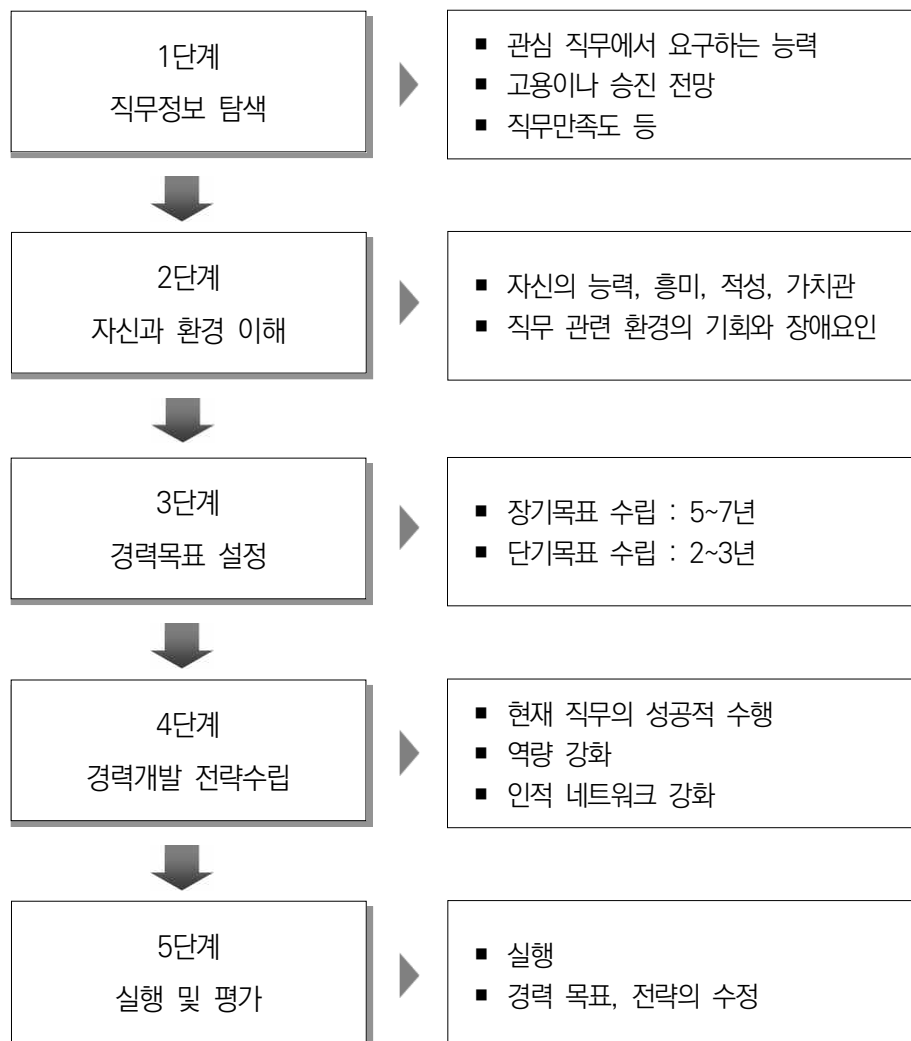 1단계
직무정보 탐색
■ 관심 직무에서 요구하는 능력
■ 고용이나 승진 전망
■ 직무만족도 등
2단계
자신과 환경 이해
■ 자신의 능력, 흥미, 적성, 가치관
■ 직무 관련 환경의 기회와 장애요인
3단계
경력목표 설정
■ 장기목표 수립 : 5~7년
■ 단기목표 수립 : 2~3년
4단계
경력개발 전략수립
■ 현재 직무의 성공적 수행
■ 역량 강화
■ 인적 네트워크 강화
5단계
실행 및 평가
■ 실행
■ 경력 목표, 전략의 수정